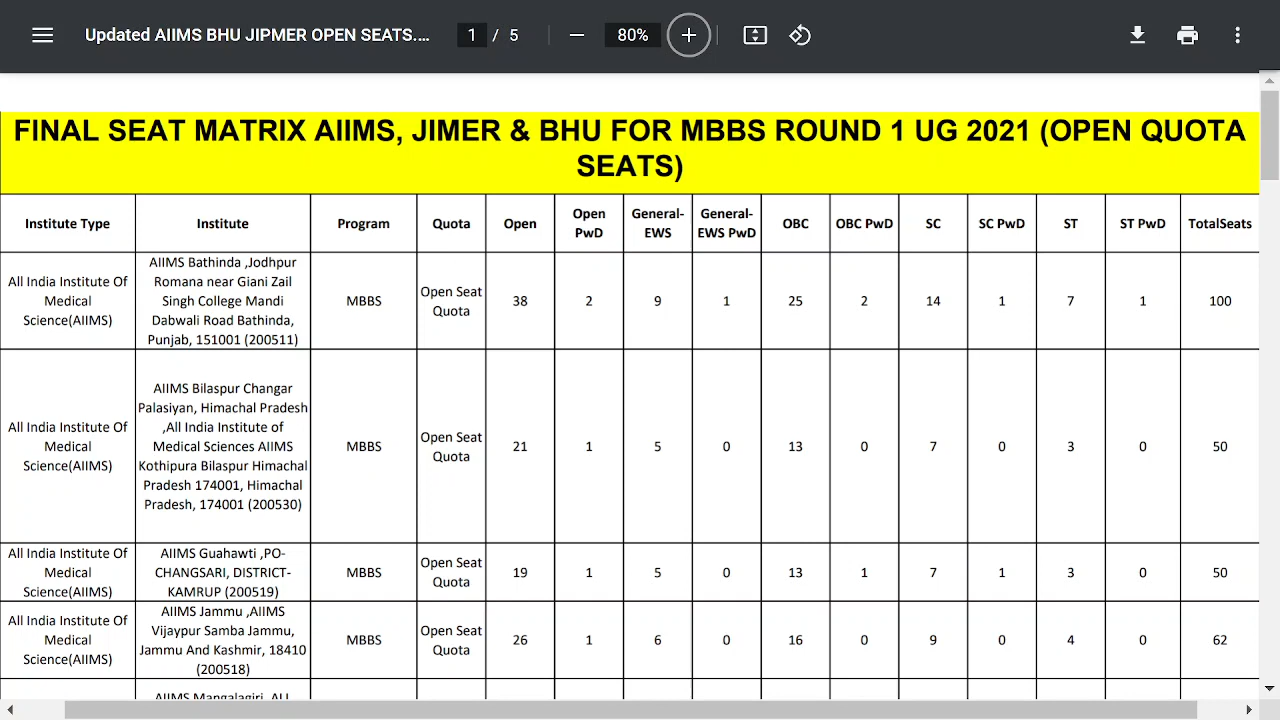 Updated AIIMS BHU JIPMER OPEN SEATS.... 1 / 5 80%
FINAL SEAT MATRIX AIIMS, JIMER & BHU FOR MBBS ROUND 1 UG 2021 (OPEN QUOTA
SEATS)
Institute Type Institute Program Quota Open Open PwD General-EWS General-EWS PwD OBC OBC PwD SC SC PwD ST ST PwD TotalSeats
All India Institute Of
Medical
Science(AIIMS)
AIIMS Bathinda ,Jodhpur
Romana near Giani Zail
Singh College Mandi
Dabwali Road Bathinda,
Punjab, 151001 (200511)
MBBS
Open Seat
Quota
38 2 9 1 25 2 14 1 7 1 100
All India Institute Of
Medical
Science(AIIMS)
AIIMS Bilaspur Changar
Palasiyan, Himachal Pradesh
,All India Institute of
Medical Sciences AIIMS
Kothipura Bilaspur Himachal
Pradesh 174001, Himachal
Pradesh, 174001 (200530)
MBBS
Open Seat
Quota
21 1 5 0 13 0 7 0 3 0 50
All India Institute Of
Medical
Science(AIIMS)
AIIMS Guahawti ,PO-
CHANGSARI, DISTRICT-
KAMRUP (200519)
MBBS
Open Seat
Quota
19 1 5 0 13 1 7 1 3 0 50
All India Institute Of
Medical
Science(AIIMS)
AIIMS Jammu ,AIIMS
Vijaypur Samba Jammu,
Jammu And Kashmir, 18410
(200518)
MBBS
Open Seat
Quota
26 1 6 0 16 0 9 0 4 0 62
AIIMS Mangalagiri, ALL